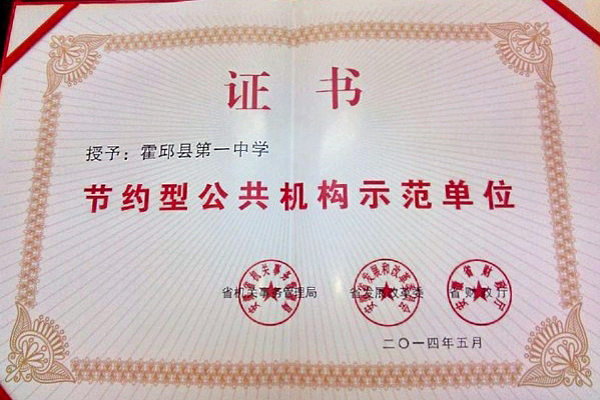 证书
授予：霍邱县第一中学
节约型公共机构示范单位
省机关事务管理局 省发展改革委 省财政厅
二〇一四年五月